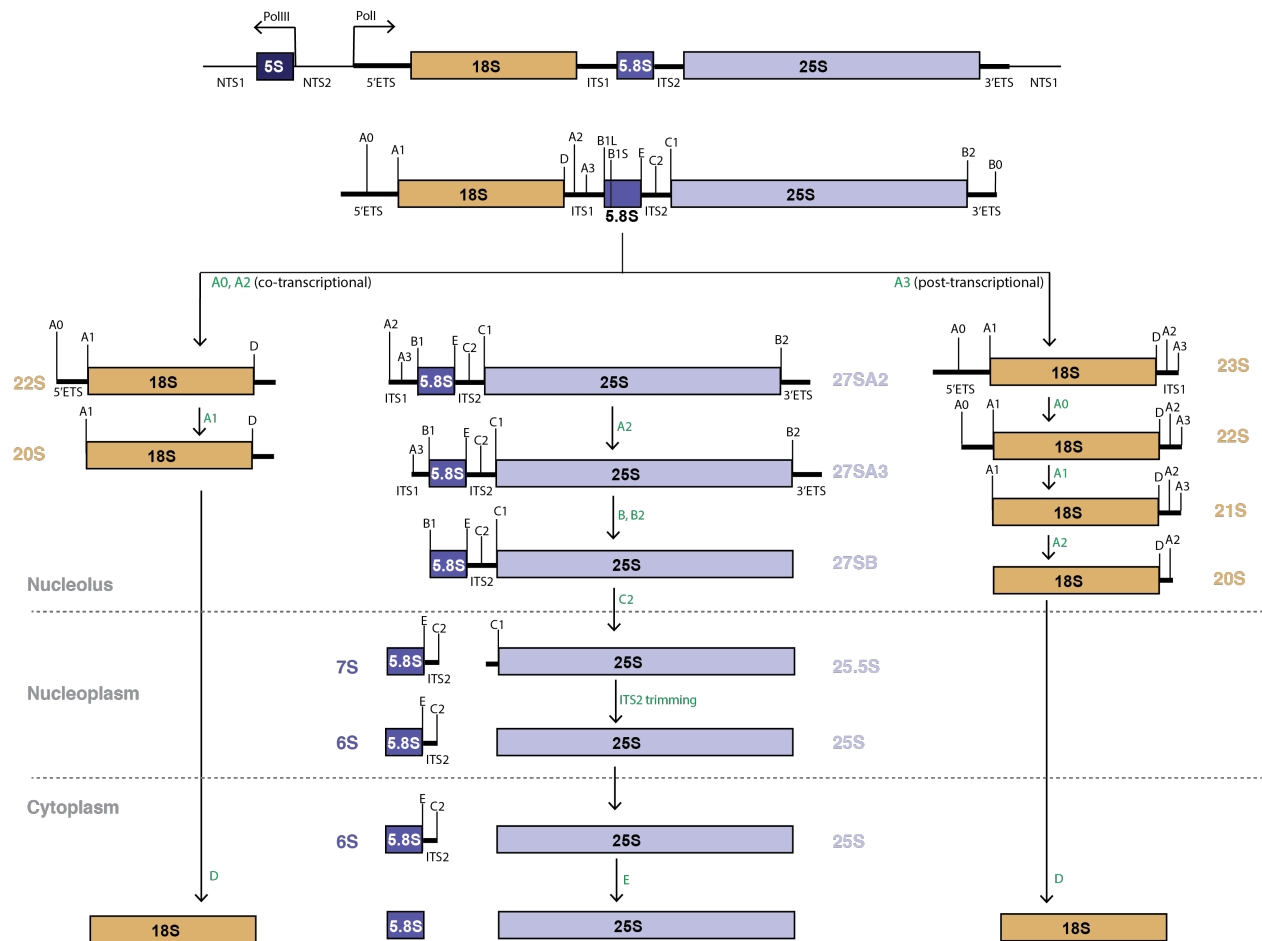 PolIII PolI
5S 18S 5.8S 25S
NTS1 NTS2 5'ETS ITS1 ITS2 3'ETS NTS1
A0 A1 D A2 A3 B1L B1S E C2 C1 B2 B0
18S 25S
5'ETS ITS1 5.8S ITS2 3'ETS
A0, A2 (co-transcriptional)
A3 (post-transcriptional)
A0 A1 D
22S 18S
5'ETS
A1
A1 D
20S 18S
A2 A3 B1 E C2 C1 B2
5.8S 25S 27SA2
ITS1 ITS2 3'ETS
A2
A3 B1 E C2 C1 B2
5.8S 25S 27SA3
ITS1 ITS2 3'ETS
B, B2
B1 E C2 C1
5.8S 25S 27SB
ITS2
C2
A0 A1 D A2 A3
18S 23S
5'ETS ITS1
A0
A0 A1 D A2 A3
18S 22S
A1
A1 D A2 A3
18S 21S
A2
D A2
18S 20S
Nucleolus
E C2 C1
7S 5.8S 25S 25.5S
ITS2
Nucleoplasm
ITS2 trimming
E C2
6S 5.8S 25S 25S
ITS2
Cytoplasm
E C2
6S 5.8S 25S 25S
ITS2
D E D
18S 5.8S 25S 18S